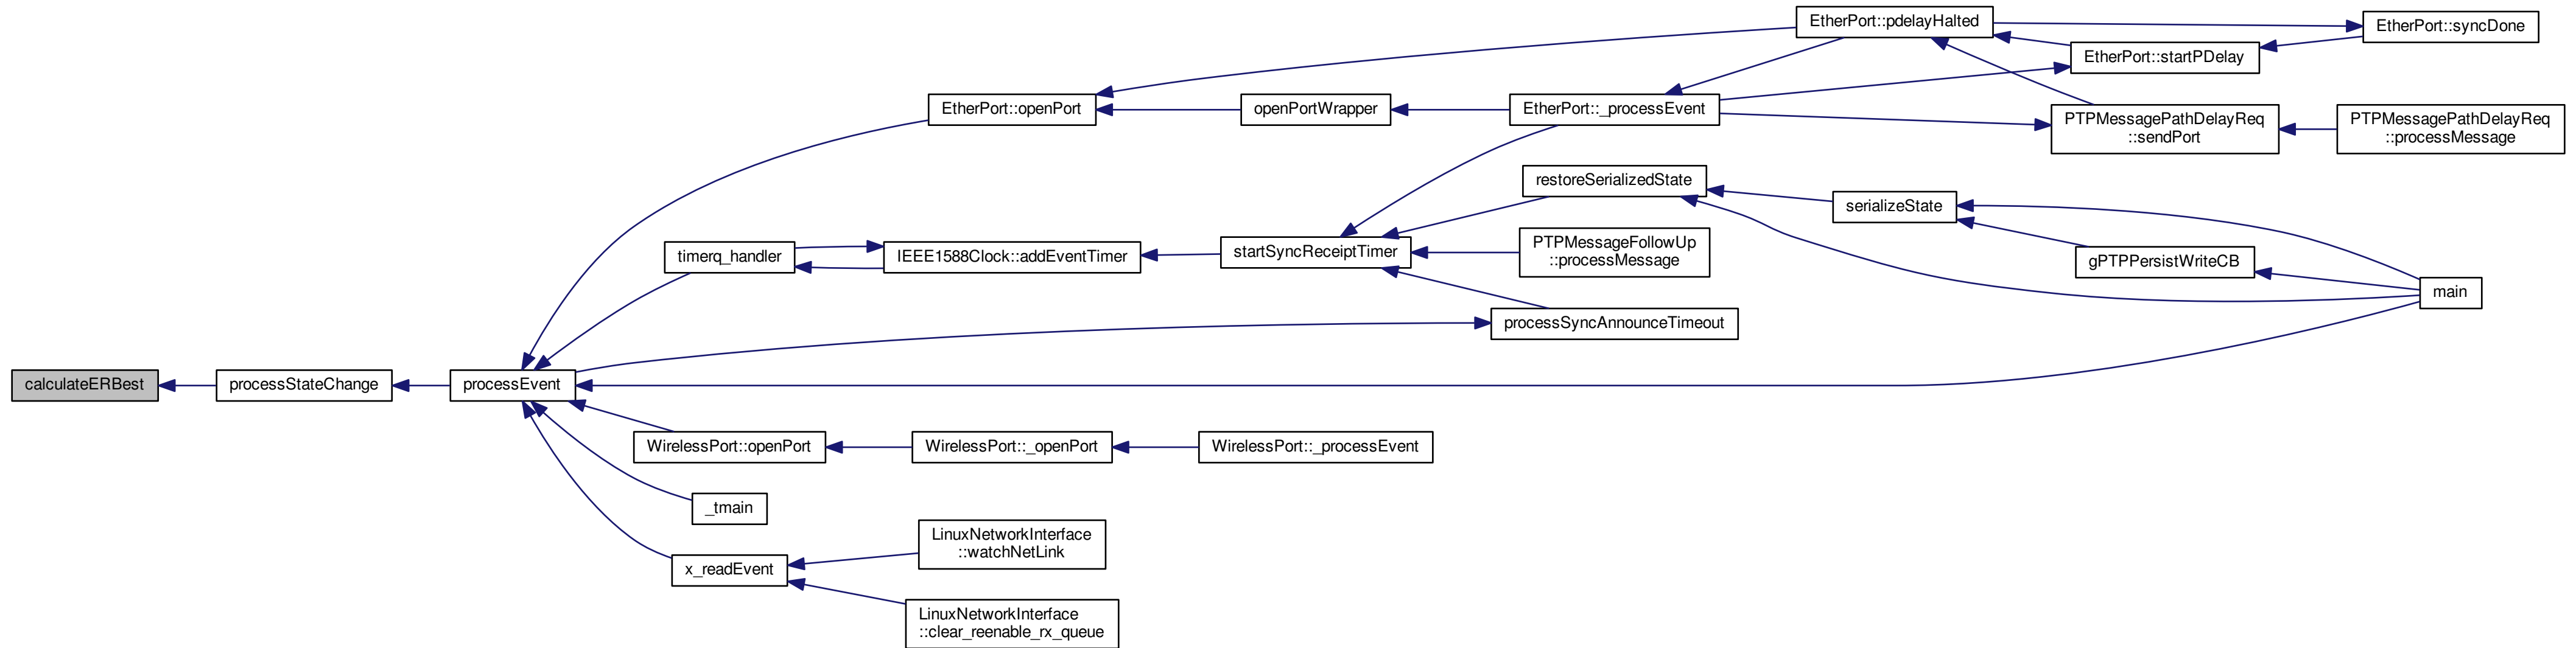 EtherPort::pdelayHalted
EtherPort::syncDone
EtherPort::startPDelay
EtherPort::openPort
openPortWrapper
EtherPort::_processEvent
PTPMessagePathDelayReq
::sendPort
PTPMessagePathDelayReq
::processMessage
restoreSerializedState
serializeState
timerq_handler
IEEE1588Clock::addEventTimer
startSyncReceiptTimer
PTPMessageFollowUp
::processMessage
gPTPPersistWriteCB
main
processSyncAnnounceTimeout
calculateERBest
processStateChange
processEvent
WirelessPort::openPort
WirelessPort::_openPort
WirelessPort::_processEvent
_tmain
LinuxNetworkInterface
::watchNetLink
x_readEvent
LinuxNetworkInterface
::clear_reenable_rx_queue